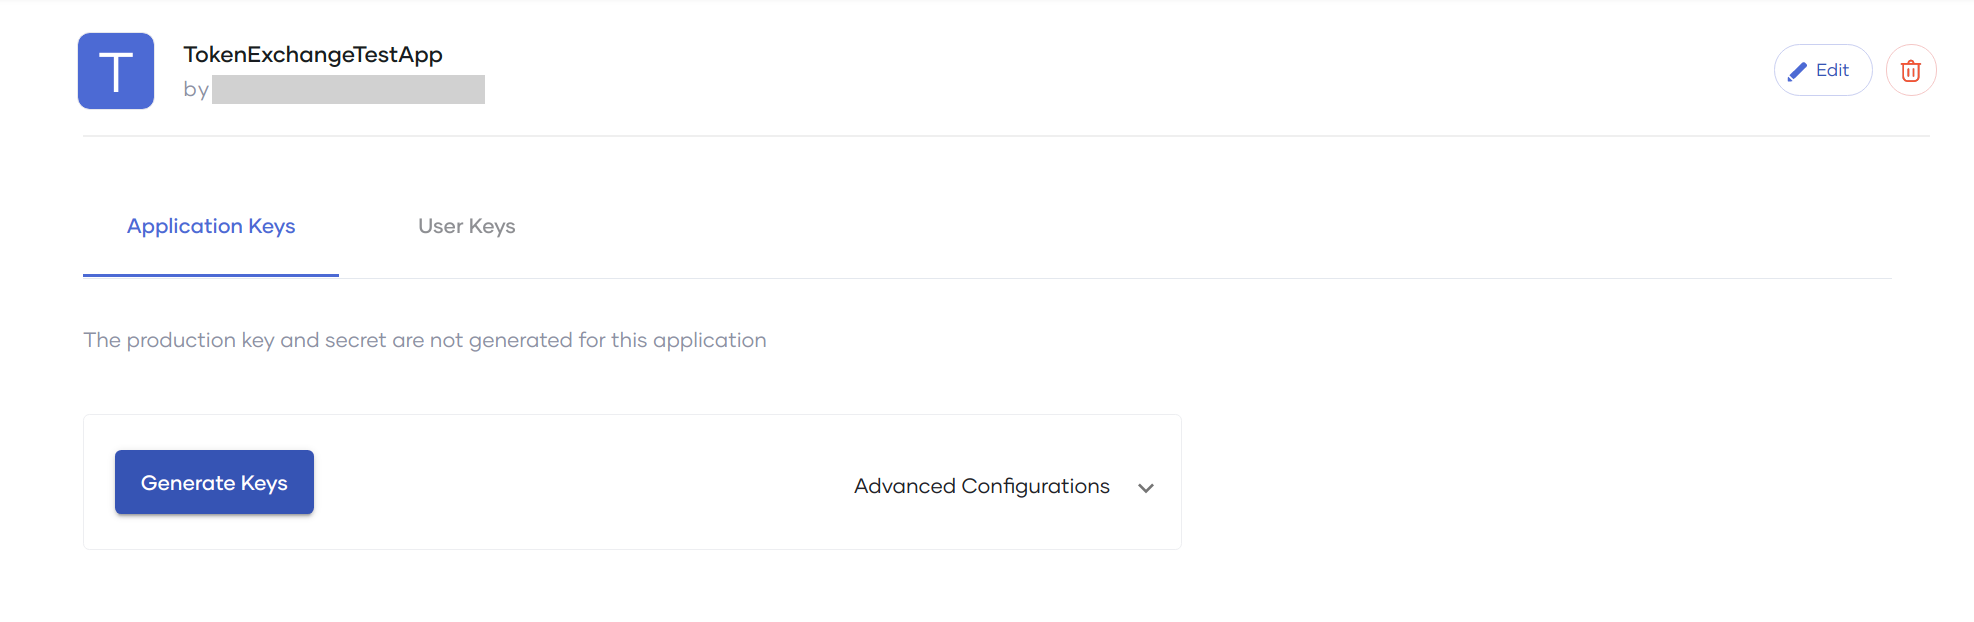 T
TokenExchangeTestApp
by
Edit
Application Keys
User Keys
The production key and secret are not generated for this application
Generate Keys
Advanced Configurations